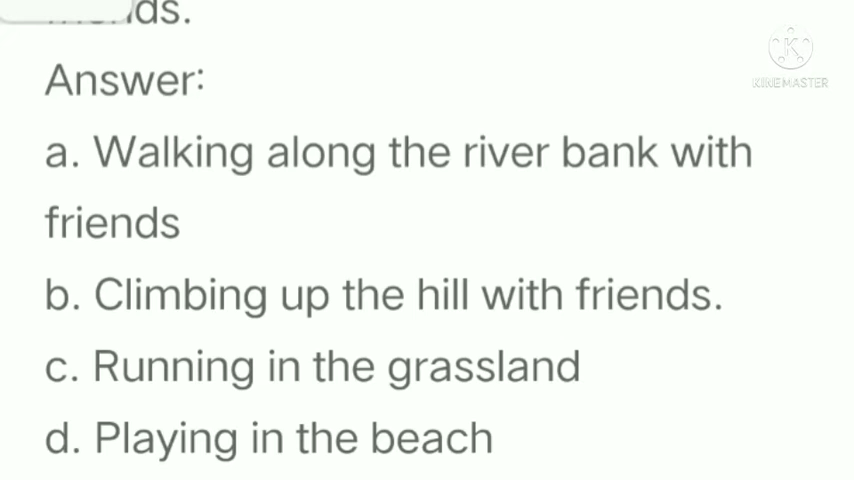 Answer:
a. Walking along the river bank with
friends
b. Climbing up the hill with friends.
c. Running in the grassland
d. Playing in the beach
KINEMASTER